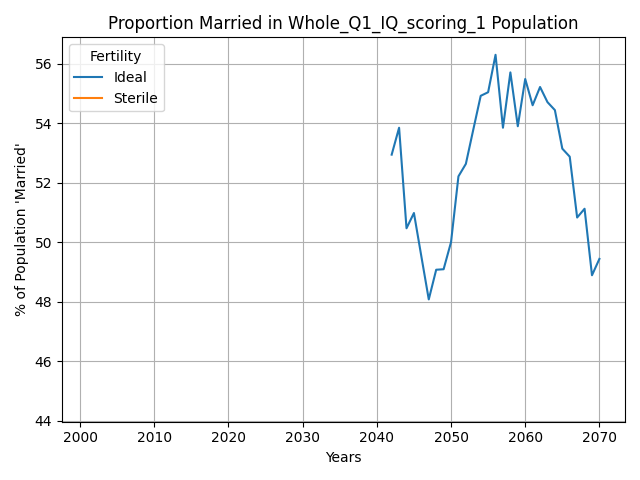 Proportion Married in Whole_Q1_IQ_scoring_1 Population
Fertility
Ideal
Sterile
56
54
52
50
48
46
44
% of Population 'Married'
2000 2010 2020 2030 2040 2050 2060 2070
Years